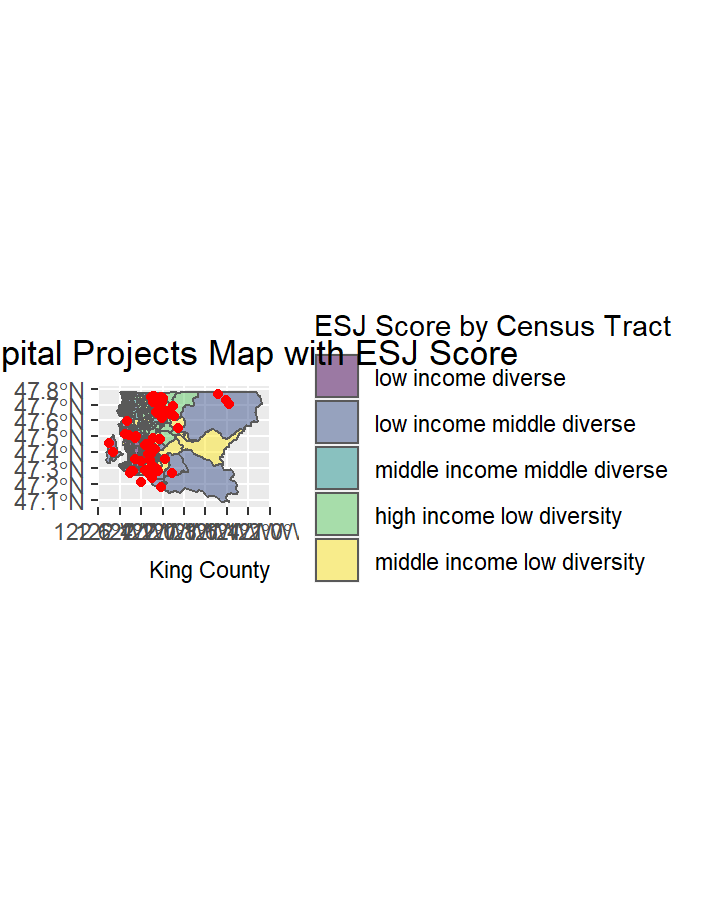 ESJ Score by Census Tract
pital Projects Map with ESJ Score
low income diverse
low income middle diverse
middle income middle diverse
high income low diversity
middle income low diversity
47.8°N
47.7°N
47.6°N
47.5°N
47.4°N
47.3°N
47.2°N
47.1°N
King County